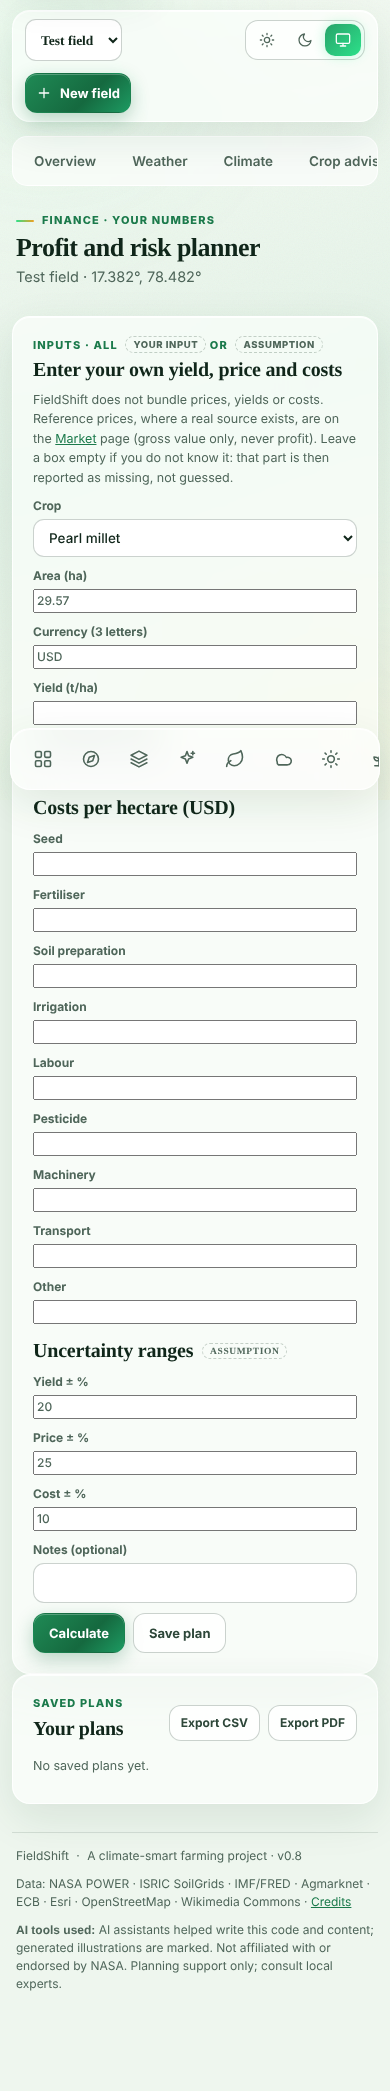 Test field
New field
Overview Weather Climate Crop advis
FINANCE · YOUR NUMBERS
Profit and risk planner
Test field · 17.382°, 78.482°
INPUTS · ALL YOUR INPUT OR ASSUMPTION
Enter your own yield, price and costs
FieldShift does not bundle prices, yields or costs.
Reference prices, where a real source exists, are on
the Market page (gross value only, never profit). Leave
a box empty if you do not know it: that part is then
reported as missing, not guessed.
Crop
Pearl millet
Area (ha)
29.57
Currency (3 letters)
USD
Yield (t/ha)
Costs per hectare (USD)
Seed
Fertiliser
Soil preparation
Irrigation
Labour
Pesticide
Machinery
Transport
Other
Uncertainty ranges ASSUMPTION
Yield ± %
20
Price ± %
25
Cost ± %
10
Notes (optional)
Calculate Save plan
SAVED PLANS
Your plans Export CSV Export PDF
No saved plans yet.
FieldShift · A climate-smart farming project · v0.8
Data: NASA POWER · ISRIC SoilGrids · IMF/FRED · Agmarknet ·
ECB · Esri · OpenStreetMap · Wikimedia Commons · Credits
AI tools used: AI assistants helped write this code and content;
generated illustrations are marked. Not affiliated with or
endorsed by NASA. Planning support only; consult local
experts.